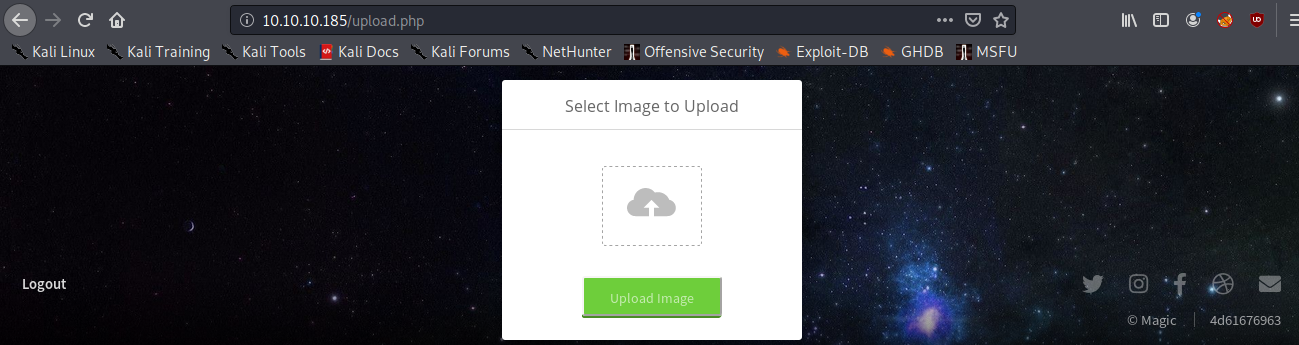 10.10.10.185/upload.php
Kali Linux Kali Training Kali Tools Kali Docs Kali Forums NetHunter Offensive Security Exploit-DB GHDB MSFU
Select Image to Upload
Upload Image
Logout
© Magic 4d61676963